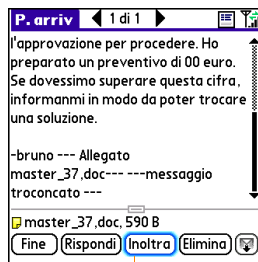 P. arriv 1 di 1
l'approvazione per procedere. Ho
preparato un preventivo di 00 euro.
Se dovessimo superare questa cifra,
informanmi in modo da poter trocare
una soluzione.
-bruno --- Allegato
master_37,doc--- ---messaggio
troconcato ---
master_37,doc, 590 B
Fine Rispondi Inoltra Elimina